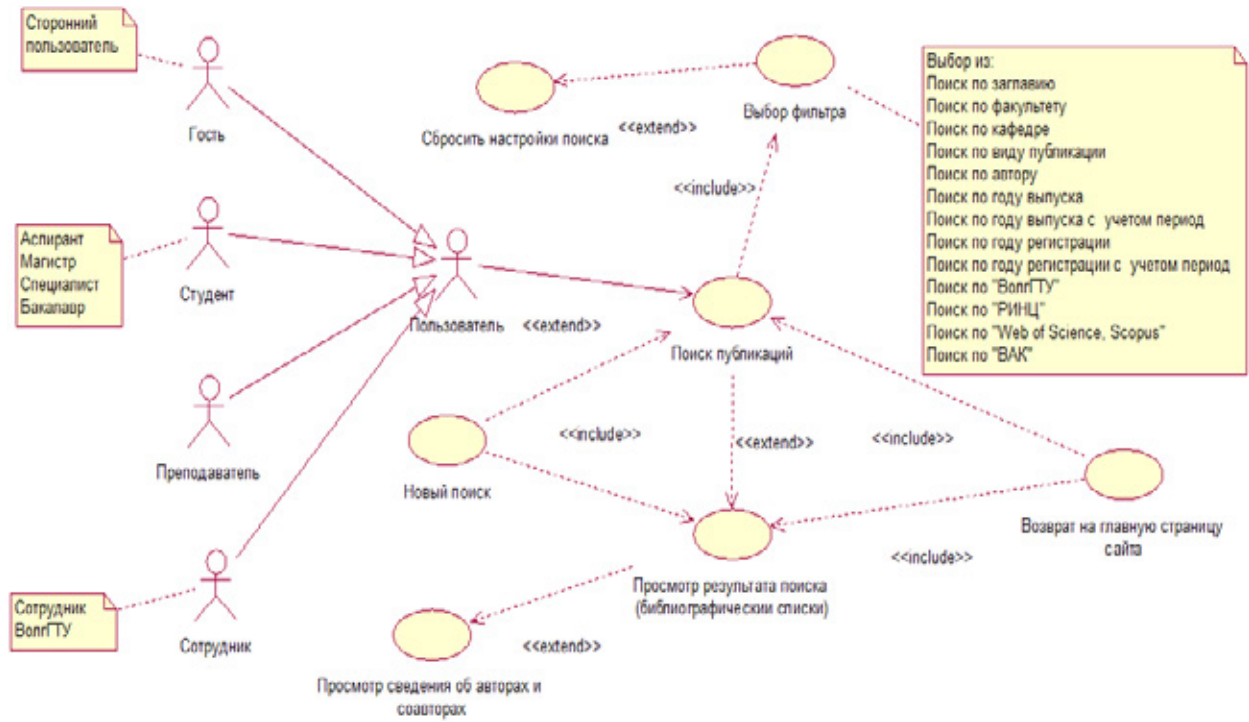 Сторонний
пользователь
Гость
Аспирант
Магистр
Специалист
Бакалавр
Студент
Преподаватель
Сотрудник
ВолгГТУ
Сотрудник
Пользователь
Сбросить настройки поиска
<<extend>>
Выбор фильтра
<<include>>
Выбор из:
Поиск по заглавию
Поиск по факультету
Поиск по кафедре
Поиск по виду публикации
Поиск по автору
Поиск по году выпуска
Поиск по году выпуска с учетом период
Поиск по году регистрации
Поиск по году регистрации с учетом период
Поиск по "ВолгГТУ"
Поиск по "РИНЦ"
Поиск по "Web of Science, Scopus"
Поиск по "ВАК"
<<extend>>
Поиск публикаций
<<include>>
<<extend>>
<<include>>
Новый поиск
Возврат на главную страницу
сайта
<<include>>
Просмотр результата поиска
(библиографическии списки)
<<extend>>
Просмотр сведения об авторах и
соавторах